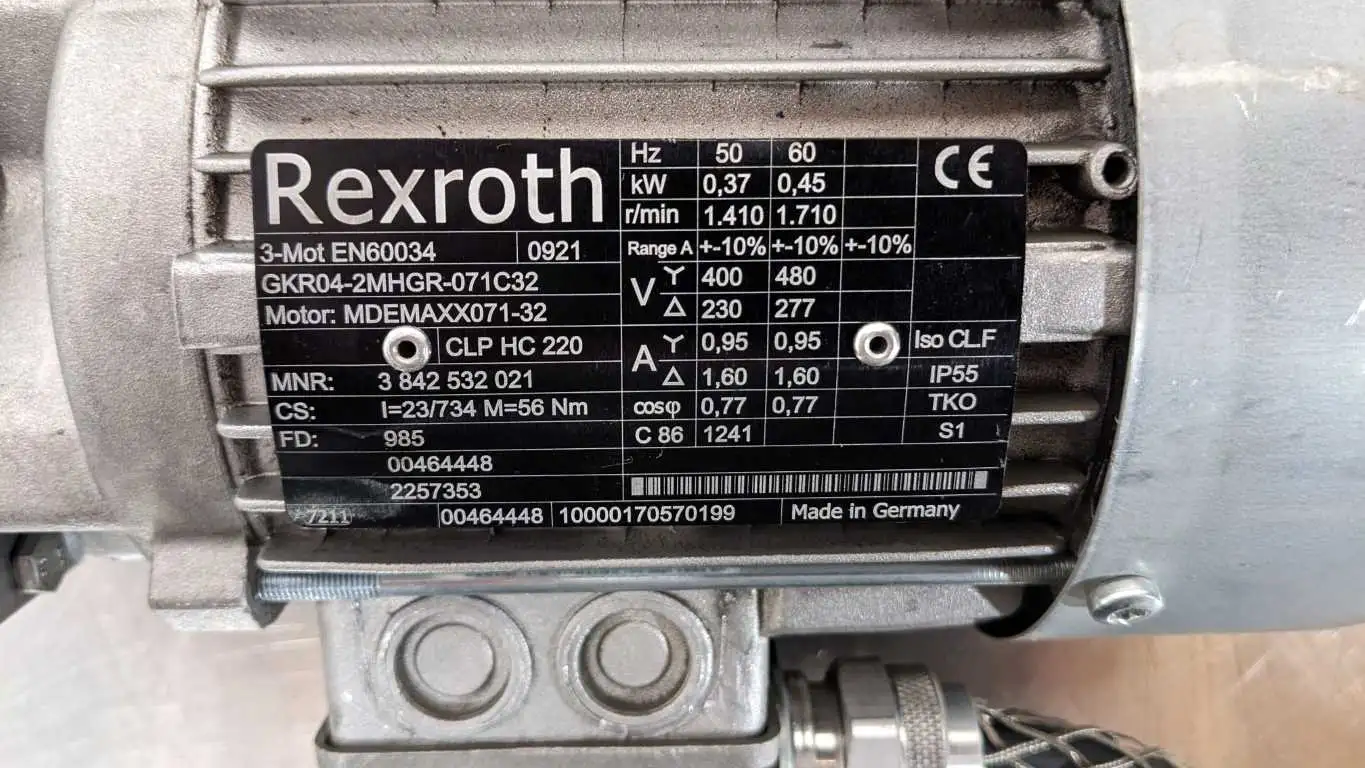 Rexroth
3-Mot EN60034 0921
GKR04-2MHGR-071C32
Motor: MDEMAXX071-32
CLP HC 220
MNR: 3 842 532 021
CS: I=23/734 M=56 Nm
FD: 985
00464448
2257353
7211 00464448 10000170570199 Made in Germany
Hz 50 60
kW 0,37 0,45
r/min 1.410 1.710
Range A +-10% +-10% +-10%
V Y 400 480
△ 230 277
A Y 0,95 0,95
△ 1,60 1,60
cosφ 0,77 0,77
C 86 1241
CE
Iso CL.F
IP55
TKO
S1